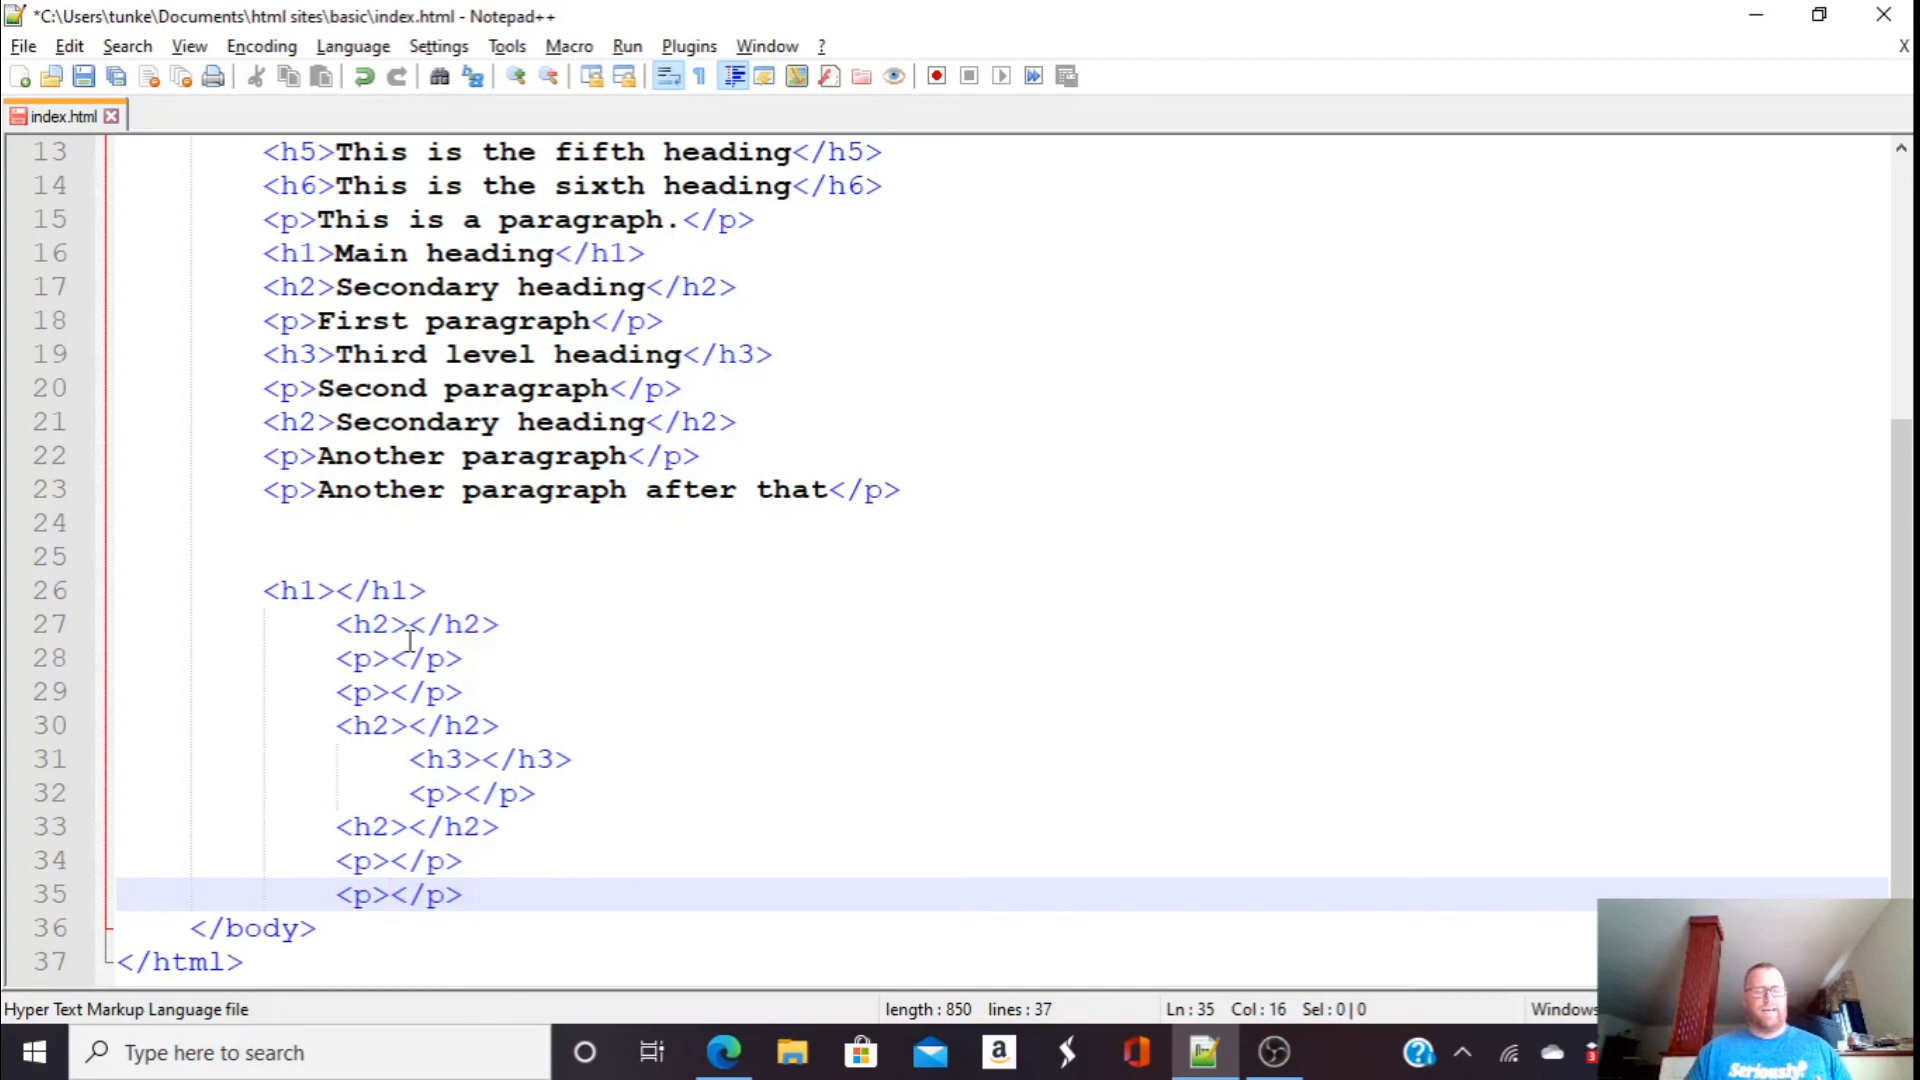 *C:\Users\tunke\Documents\html sites\basic\index.html - Notepad++
File Edit Search View Encoding Language Settings Tools Macro Run Plugins Window ? X
index.html
13 <h5>This is the fifth heading</h5>
14 <h6>This is the sixth heading</h6>
15 <p>This is a paragraph.</p>
16 <h1>Main heading</h1>
17 <h2>Secondary heading</h2>
18 <p>First paragraph</p>
19 <h3>Third level heading</h3>
20 <p>Second paragraph</p>
21 <h2>Secondary heading</h2>
22 <p>Another paragraph</p>
23 <p>Another paragraph after that</p>
24
25
26 <h1></h1>
27 <h2></h2>
28 <p></p>
29 <p></p>
30 <h2></h2>
31 <h3></h3>
32 <p></p>
33 <h2></h2>
34 <p></p>
35 <p></p>
36 </body>
37 </html>
Hyper Text Markup Language file length : 850 lines : 37 Ln : 35 Col : 16 Sel : 0 | 0 Windows
Type here to search
Seriously?